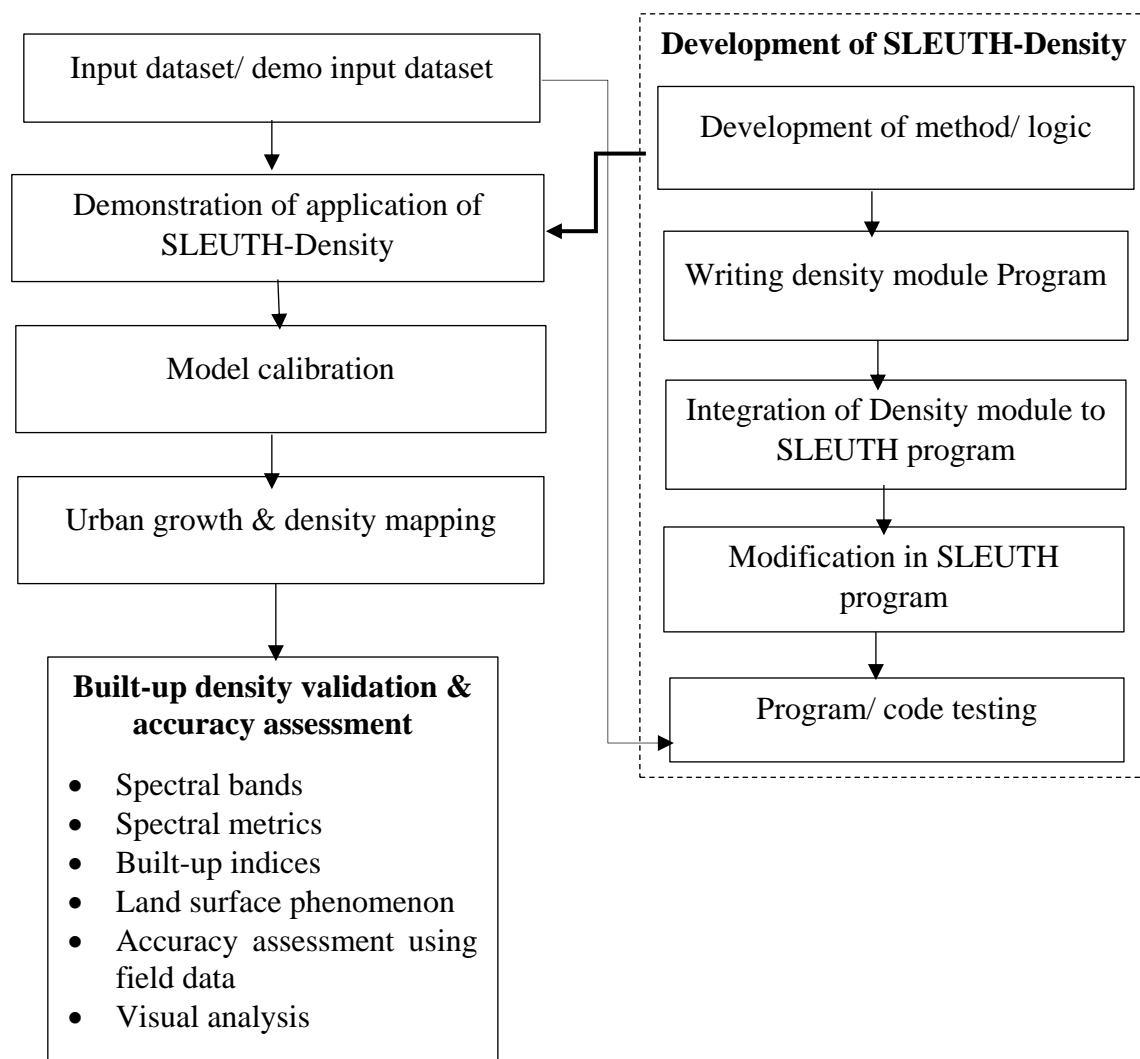 Input dataset/ demo input dataset
Demonstration of application of
SLEUTH-Density
Model calibration
Urban growth & density mapping
Built-up density validation &
accuracy assessment
• Spectral bands
• Spectral metrics
• Built-up indices
• Land surface phenomenon
• Accuracy assessment using
field data
• Visual analysis
Development of SLEUTH-Density
Development of method/ logic
Writing density module Program
Integration of Density module to
SLEUTH program
Modification in SLEUTH
program
Program/ code testing